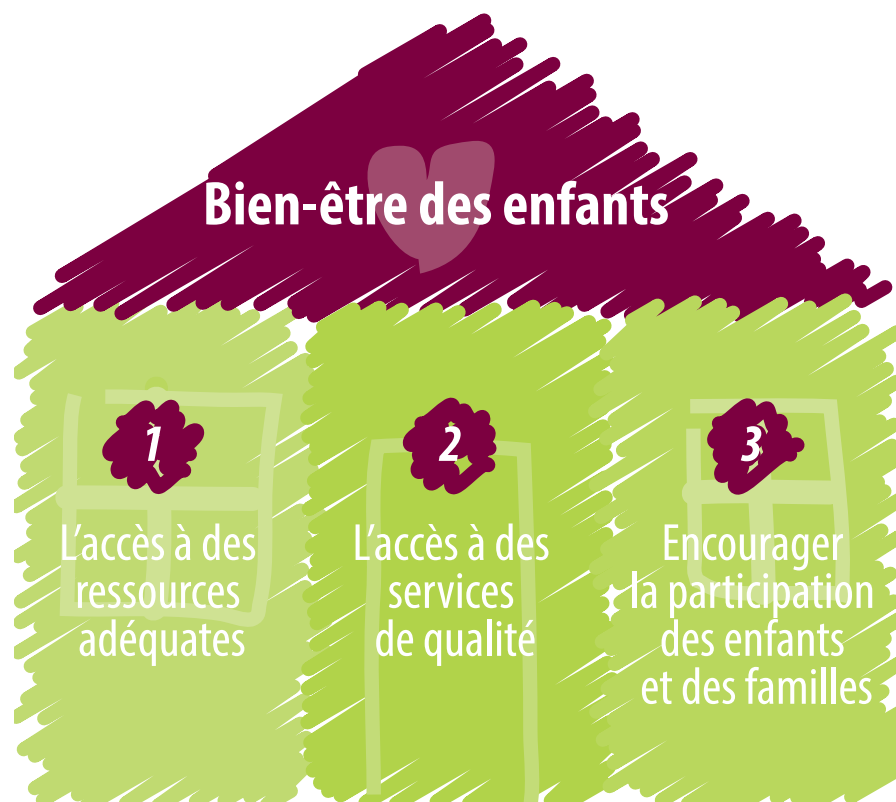 Bien-être des enfants
1
L'accès à des
ressources
adéquates
2
L'accès à des
services
de qualité
3
Encourager
la participation
des enfants
et des familles